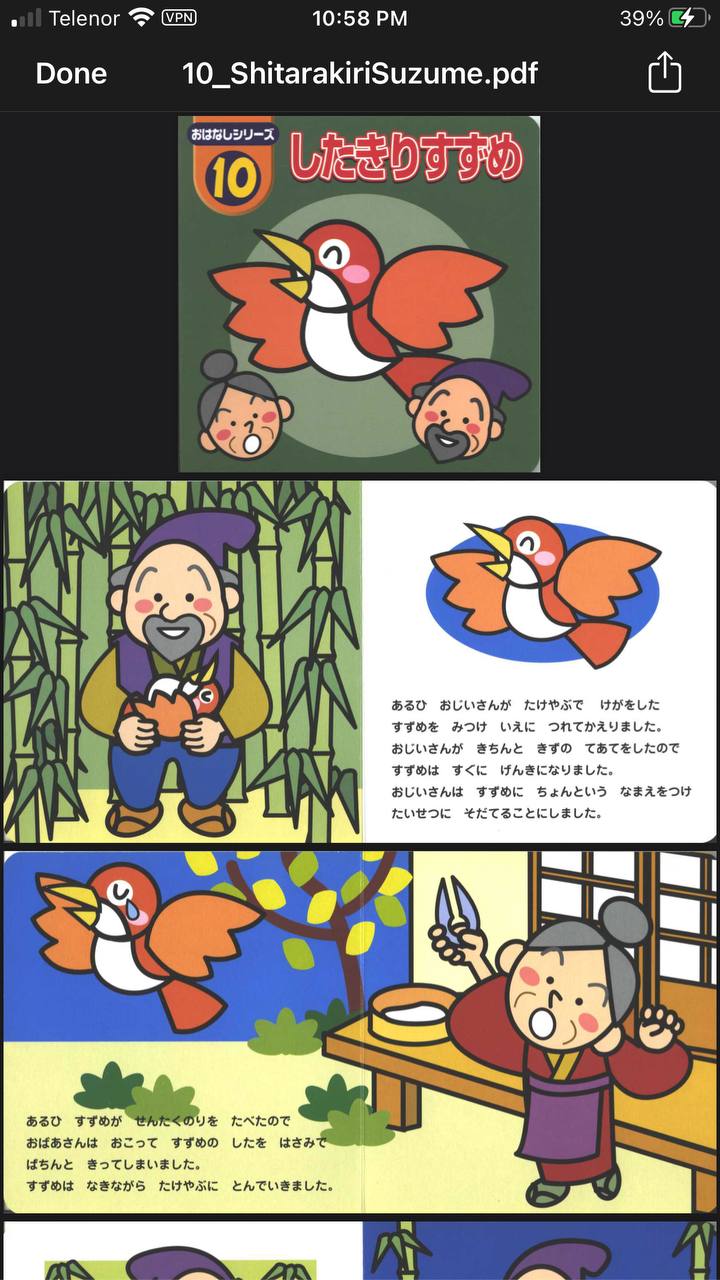 Telenor VPN 10:58 PM 39%
Done 10_ShitarakiriSuzume.pdf
おはなしシリーズ
10
したきりすずめ
あるひ　おじいさんが　たけやぶで　けがをした
すずめを　みつけ　いえに　つれてかえりました。
おじいさんが　きちんと　きずの　てあてをしたので
すずめは　すぐに　げんきになりました。
おじいさんは　すずめに　ちょんという　なまえをつけ
たいせつに　そだてることにしました。
あるひ　すずめが　せんたくのりを　たべたので
おばあさんは　おこって　すずめの　したを　はさみで
ぱちんと　きってしまいました。
すずめは　なきながら　たけやぶに　とんでいきました。